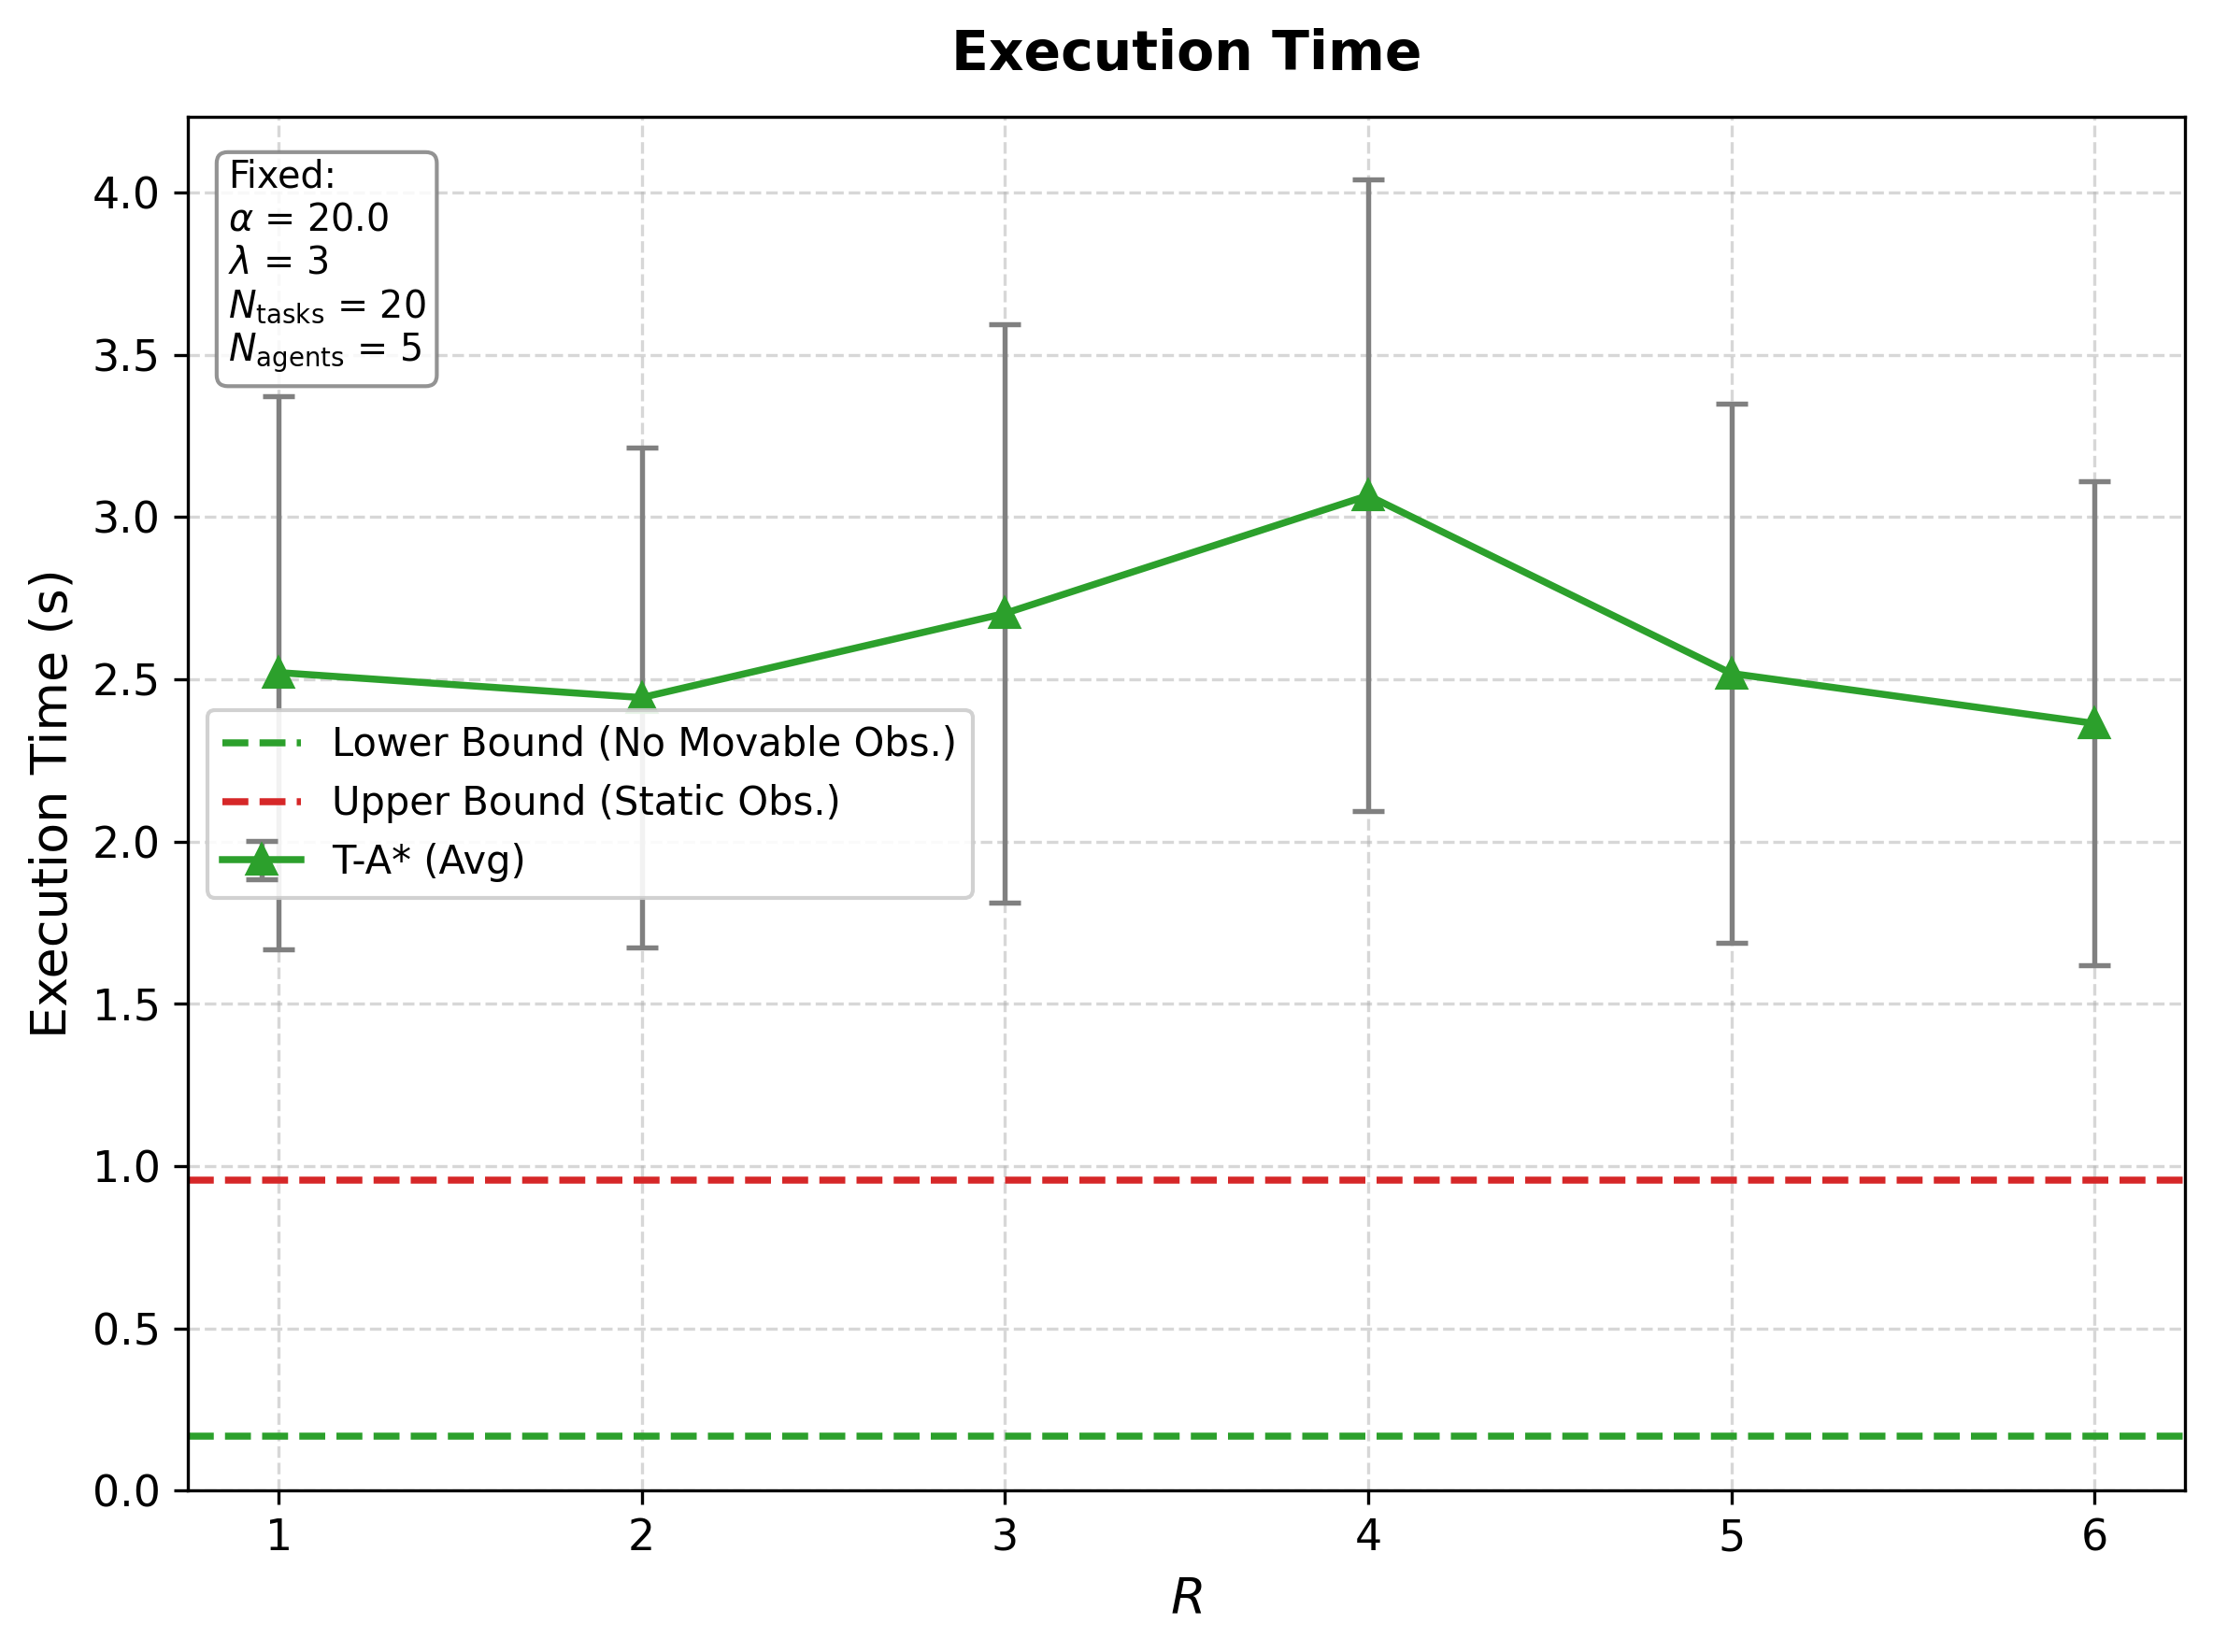 Execution Time
Fixed:
α = 20.0
λ = 3
N_tasks = 20
N_agents = 5
Lower Bound (No Movable Obs.)
Upper Bound (Static Obs.)
T-A* (Avg)
Execution Time (s)
4.0
3.5
3.0
2.5
2.0
1.5
1.0
0.5
0.0
1 2 3 4 5 6
R